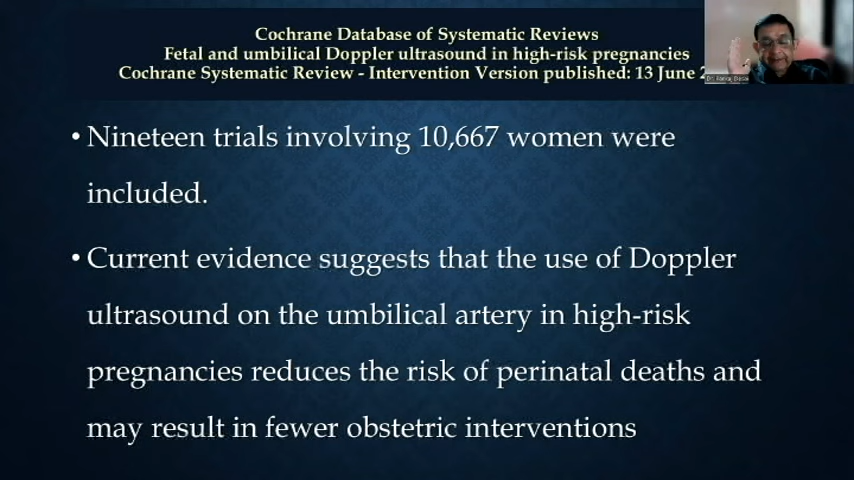 Cochrane Database of Systematic Reviews
Fetal and umbilical Doppler ultrasound in high-risk pregnancies
Cochrane Systematic Review - Intervention Version published: 13 June
• Nineteen trials involving 10,667 women were
included.
• Current evidence suggests that the use of Doppler
ultrasound on the umbilical artery in high-risk
pregnancies reduces the risk of perinatal deaths and
may result in fewer obstetric interventions